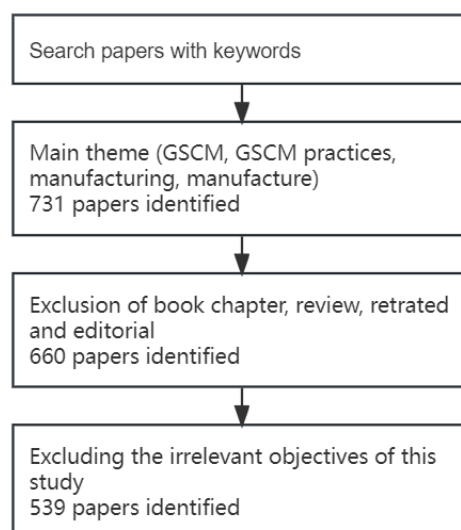 Search papers with keywords
Main theme (GSCM, GSCM practices,
manufacturing, manufacture)
731 papers identified
Exclusion of book chapter, review, retrated
and editorial
660 papers identified
Excluding the irrelevant objectives of this
study
539 papers identified